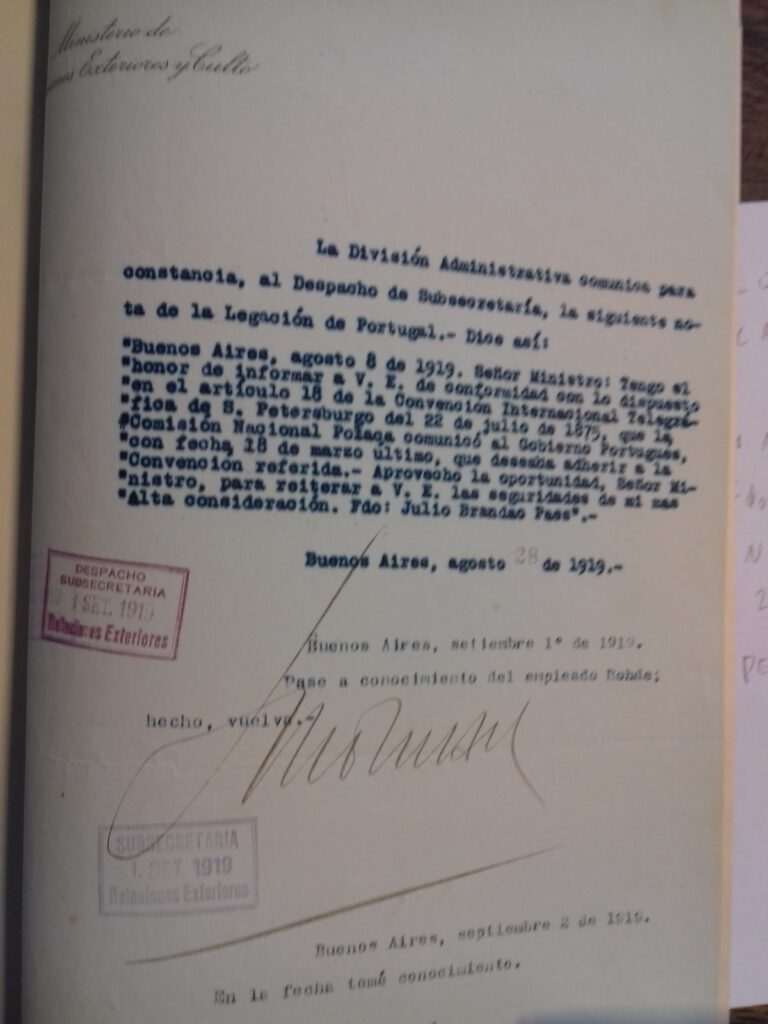 Ministerio de
Exteriores y Culto
La División Administrativa comunica para
constancia, al Despacho de Subsecretaría, la siguiente no-
ta de la Legación de Portugal.- Dice así:
"Buenos Aires, agosto 8 de 1919. Señor Ministro: Tengo el
"honor de informar a V. E. de conformidad con lo dispuesto
"en el artículo 18 de la Convención Internacional Telegrá-
"fica de S. Petersburgo del 22 de julio de 1875, que la
"Comisión Nacional Polaca comunicó al Gobierno Portugués,
"con fecha 18 de marzo último, que deseaba adherir a la
"Convención referida.- Aprovecho la oportunidad, Señor Mi-
"nistro, para reiterar a V. E. las seguridades de mi mas
"Alta consideración. Fdo: Julio Brandao Paes".-
Buenos Aires, agosto 28 de 1919.-
DESPACHO
SUBSECRETARIA
1 SET. 1919
Relaciones Exteriores
Buenos Aires, setiembre 1° de 1919.
Pase a conocimiento del empleado Rohde;
hecho, vuelva.-
SUBSECRETARIA
1. SET. 1919
Relaciones Exteriores
Buenos Aires, septiembre 2 de 1919.
En la fecha tomé conocimiento.